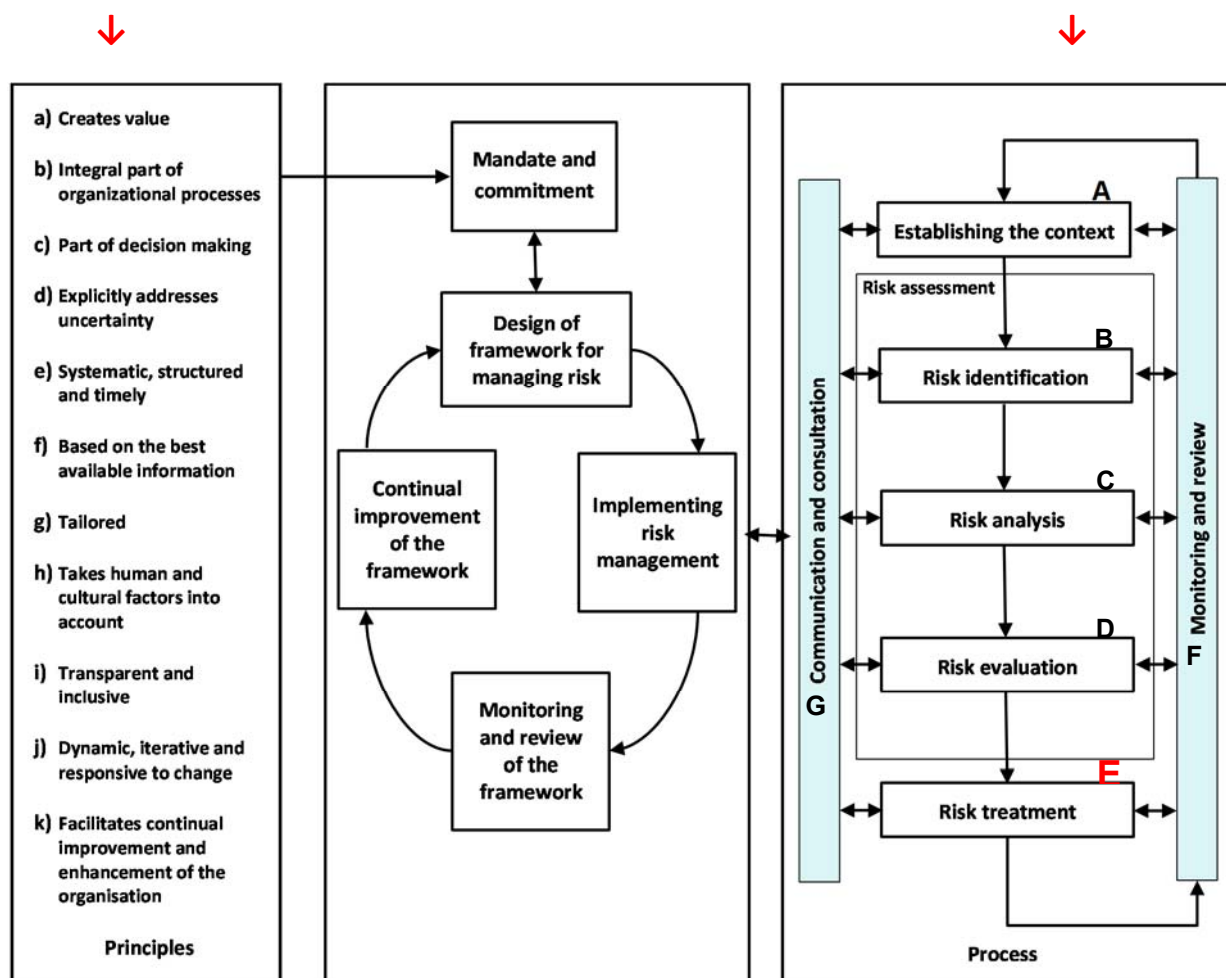 a) Creates value
b) Integral part of
organizational processes
c) Part of decision making
d) Explicitly addresses
uncertainty
e) Systematic, structured
and timely
f) Based on the best
available information
g) Tailored
h) Takes human and
cultural factors into
account
i) Transparent and
inclusive
j) Dynamic, iterative and
responsive to change
k) Facilitates continual
improvement and
enhancement of the
organisation
Principles
Mandate and
commitment
Design of
framework for
managing risk
Continual
improvement
of the
framework
Implementing
risk
management
Monitoring
and review
of the
framework
Communication and consultation
G
A
Establishing the context
Risk assessment
B
Risk identification
C
Risk analysis
D
Risk evaluation
E
Risk treatment
Monitoring and review
F
Process